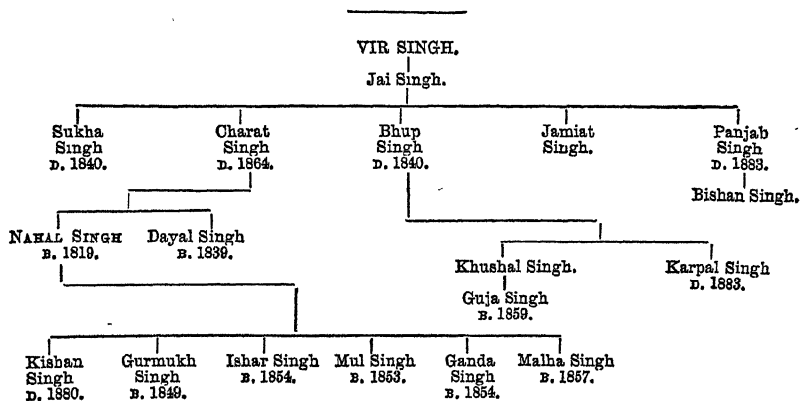 VIR SINGH.
Jai Singh.
Sukha Charat Bhup Jamiat Panjab
Singh Singh Singh Singh. Singh
D. 1840. D. 1864. D. 1840. D. 1883.
Bishan Singh.
NAHAL SINGH Dayal Singh
B. 1819. B. 1839.
Khushal Singh. Karpal Singh
D. 1883.
Guja Singh
B. 1859.
Kishan Gurmukh Ishar Singh Mul Singh Ganda Malha Singh
Singh Singh B. 1854. B. 1853. Singh B. 1857.
D. 1880. B. 1849. B. 1854.